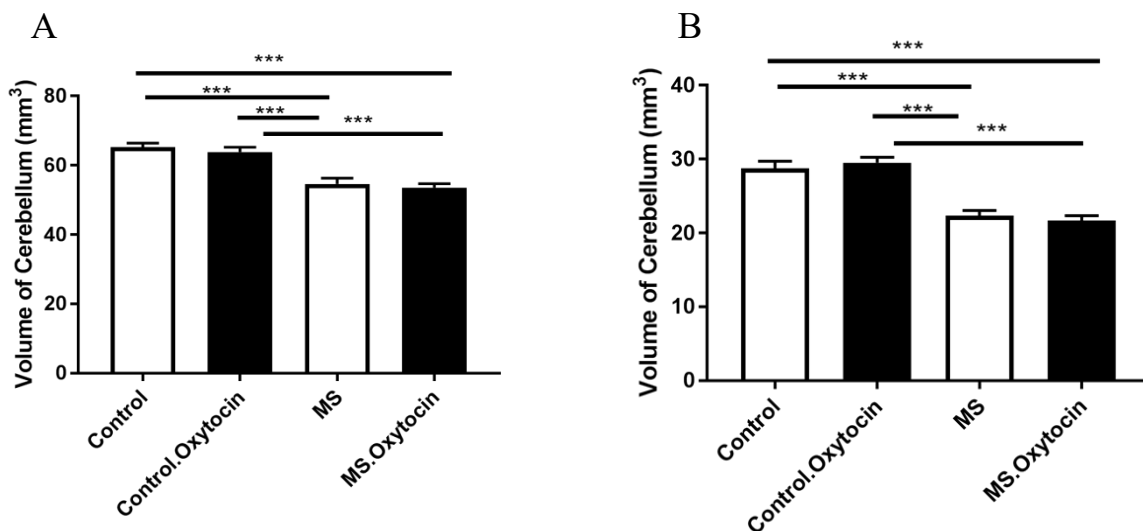 A
***
***
***
***
Volume of Cerebellum (mm³)
80
60
40
20
0
Control
Control.Oxytocin
MS
MS.Oxytocin
B
***
***
***
***
Volume of Cerebellum (mm³)
40
30
20
10
0
Control
Control.Oxytocin
MS
MS.Oxytocin